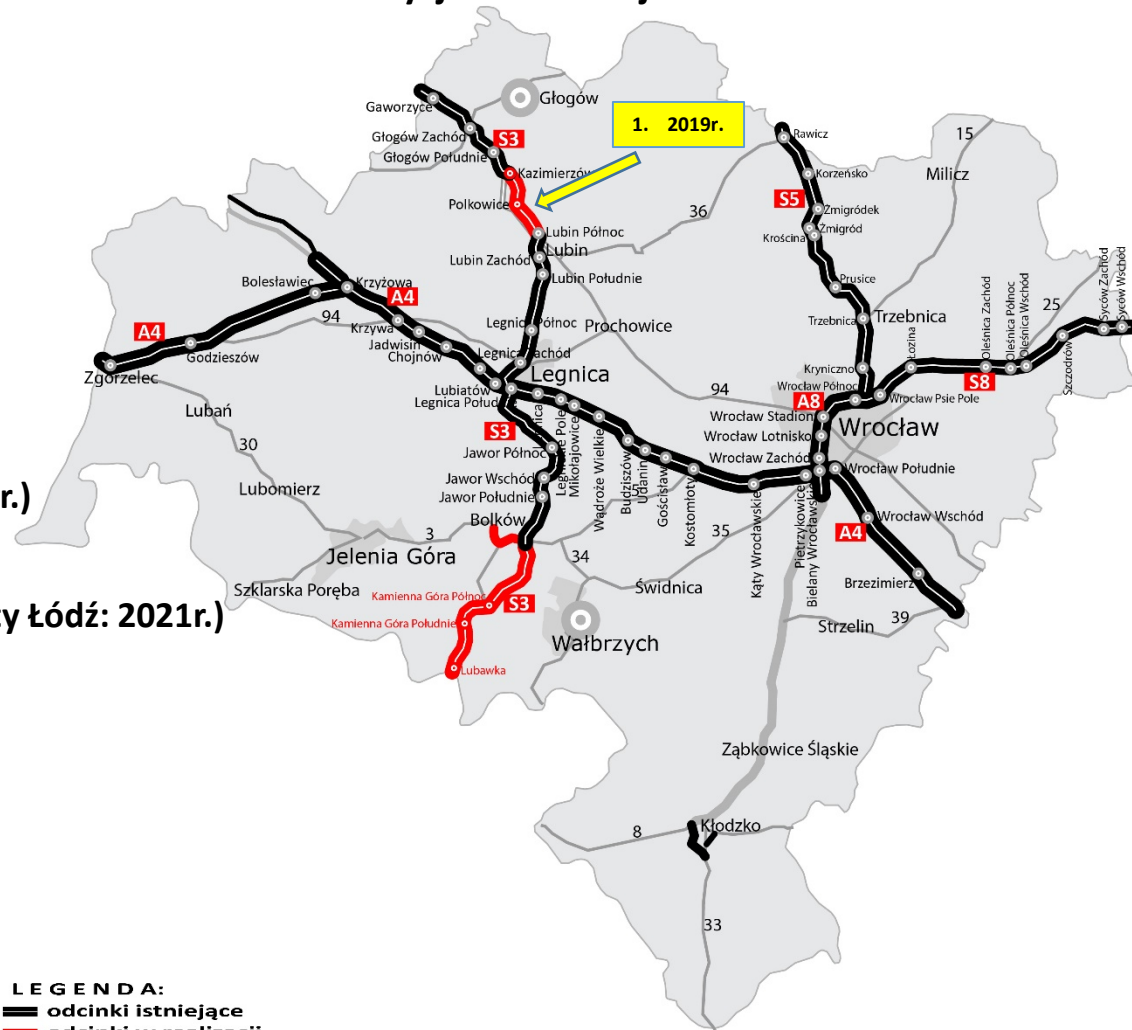 Głogów
Gaworzyce
1. 2019r.
Głogów Zachód
S3
Głogów Południe
Kazimierzów
Polkowice
Lubin Północ
Lubin
Lubin Zachód
Lubin Południe
36
15
Rawicz
Milicz
Korzeńsko
S5
Żmigródek
Żmigród
Krościna
Prusice
Trzebnica
Trzebnica
Syców Zachód
Syców Wschód
25
Oleśnica Zachód
Oleśnica Północ
Oleśnica Wschód
Szczodrów
Łozina
S8
Bolesławiec
Krzyżowa
A4
A4
94
Krzywa
Jadwisin
Chojnów
Godzieszów
Zgorzelec
Legnica Północ
Prochowice
Legnica Zachód
Legnica
Lubiatów
Legnica Południe
94
Kryniczno
Wrocław Północ
A8
Wrocław Psie Pole
Wrocław Stadion
Wrocław
Wrocław Lotnisko
Wrocław Zachód
Wrocław Południe
Lubań
30
Lubomierz
S3
Jawor Północ
Jawor Wschód
Jawor Południe
Legnickie Pole
Mikołajowice
Wądroże Wielkie
Budziszów
Udanin
5
Gościsław
Kostomłoty
Kąty Wrocławskie
Pietrzykowice
Bielany Wrocławskie
Wrocław Wschód
A4
Brzezimierz
r.)
Bolków
3
Jelenia Góra
34
35
Szklarska Poręba
Kamienna Góra Północ
S3
Świdnica
39
Strzelin
ty Łódź: 2021r.)
Kamienna Góra Południe
Wałbrzych
Lubawka
Ząbkowice Śląskie
8
Kłodzko
33
LEGENDA:
odcinki istniejące
odcinki w realizacji